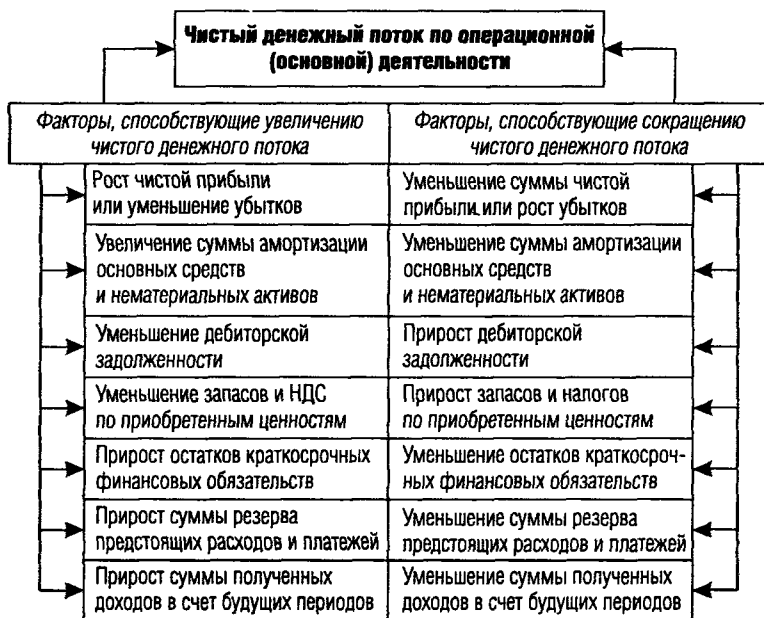 Чистый денежный поток по операционной
(основной) деятельности
Факторы, способствующие увеличению
чистого денежного потока
Факторы, способствующие сокращению
чистого денежного потока
Рост чистой прибыли
или уменьшение убытков
Уменьшение суммы чистой
прибыли или рост убытков
Увеличение суммы амортизации
основных средств
и нематериальных активов
Уменьшение суммы амортизации
основных средств
и нематериальных активов
Уменьшение дебиторской
задолженности
Прирост дебиторской
задолженности
Уменьшение запасов и НДС
по приобретенным ценностям
Прирост запасов и налогов
по приобретенным ценностям
Прирост остатков краткосрочных
финансовых обязательств
Уменьшение остатков краткосроч-
ных финансовых обязательств
Прирост суммы резерва
предстоящих расходов и платежей
Уменьшение суммы резерва
предстоящих расходов и платежей
Прирост суммы полученных
доходов в счет будущих периодов
Уменьшение суммы полученных
доходов в счет будущих периодов